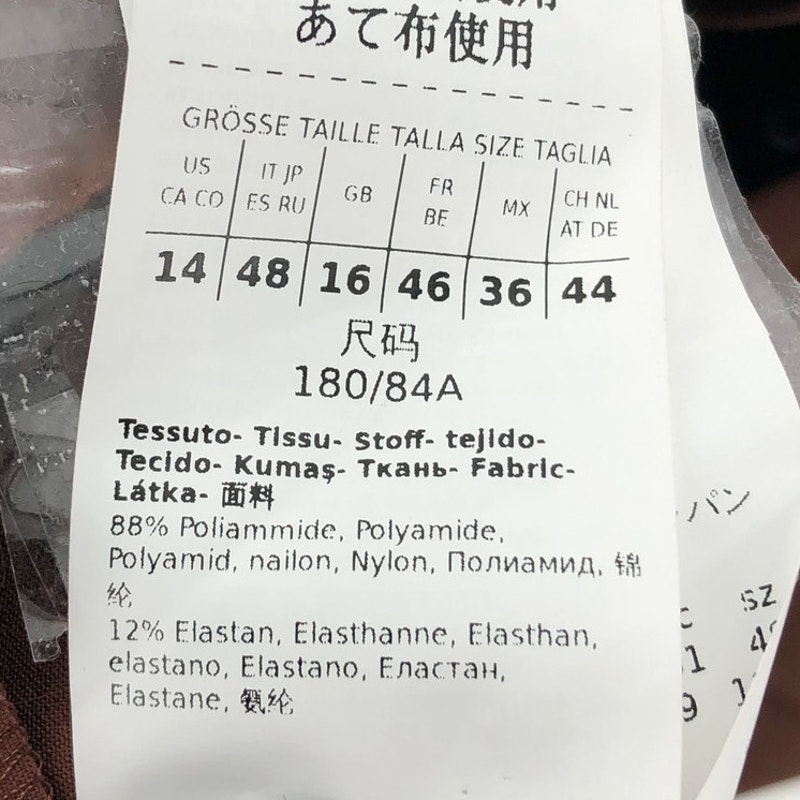 あて布使用
GRÖSSE TAILLE TALLA SIZE TAGLIA
US CA CO IT JP ES RU GB FR BE MX CH NL AT DE
14 48 16 46 36 44
尺码
180/84A
Tessuto- Tissu- Stoff- tejido-
Tecido- Kumaş- Ткань- Fabric-
Látka- 面料
88% Poliammide, Polyamide,
Polyamid, nailon, Nylon, Полиамид, 锦
纶
12% Elastan, Elasthanne, Elasthan,
elastano, Elastano, Еластан,
Elastane, 氨纶
パン
SZ